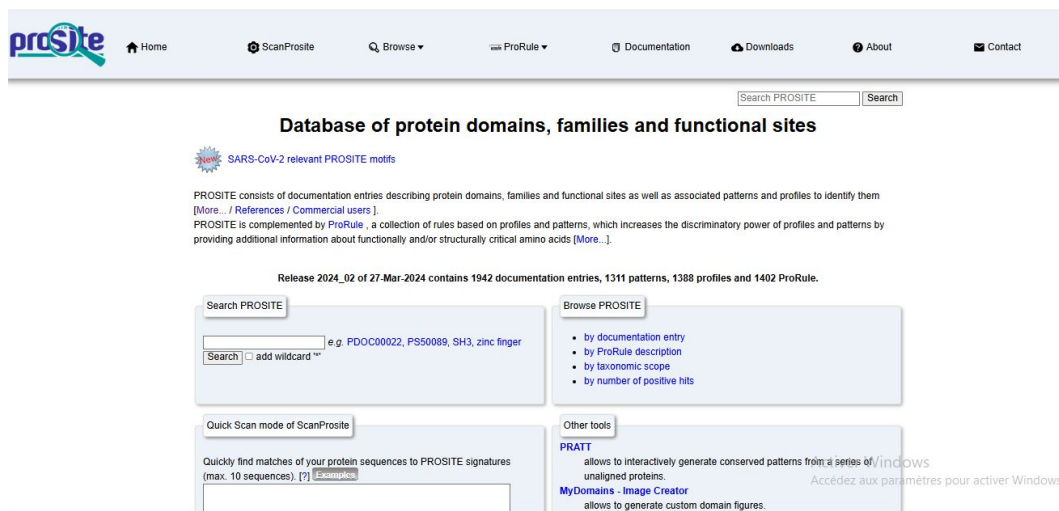 prosite
Home ScanProsite Browse ▾ ProRule ▾ Documentation Downloads About Contact
Search PROSITE Search
Database of protein domains, families and functional sites
New SARS-CoV-2 relevant PROSITE motifs
PROSITE consists of documentation entries describing protein domains, families and functional sites as well as associated patterns and profiles to identify them
[More... / References / Commercial users ].
PROSITE is complemented by ProRule , a collection of rules based on profiles and patterns, which increases the discriminatory power of profiles and patterns by
providing additional information about functionally and/or structurally critical amino acids [More...].
Release 2024_02 of 27-Mar-2024 contains 1942 documentation entries, 1311 patterns, 1388 profiles and 1402 ProRule.
Search PROSITE
e.g. PDOC00022, PS50089, SH3, zinc finger
Search add wildcard '*'
Browse PROSITE
• by documentation entry
• by ProRule description
• by taxonomic scope
• by number of positive hits
Quick Scan mode of ScanProsite
Quickly find matches of your protein sequences to PROSITE signatures
(max. 10 sequences). [?] Examples
Other tools
PRATT
allows to interactively generate conserved patterns from a series of
unaligned proteins.
MyDomains - Image Creator
allows to generate custom domain figures.
Activer Windows
Accédez aux paramètres pour activer Windows